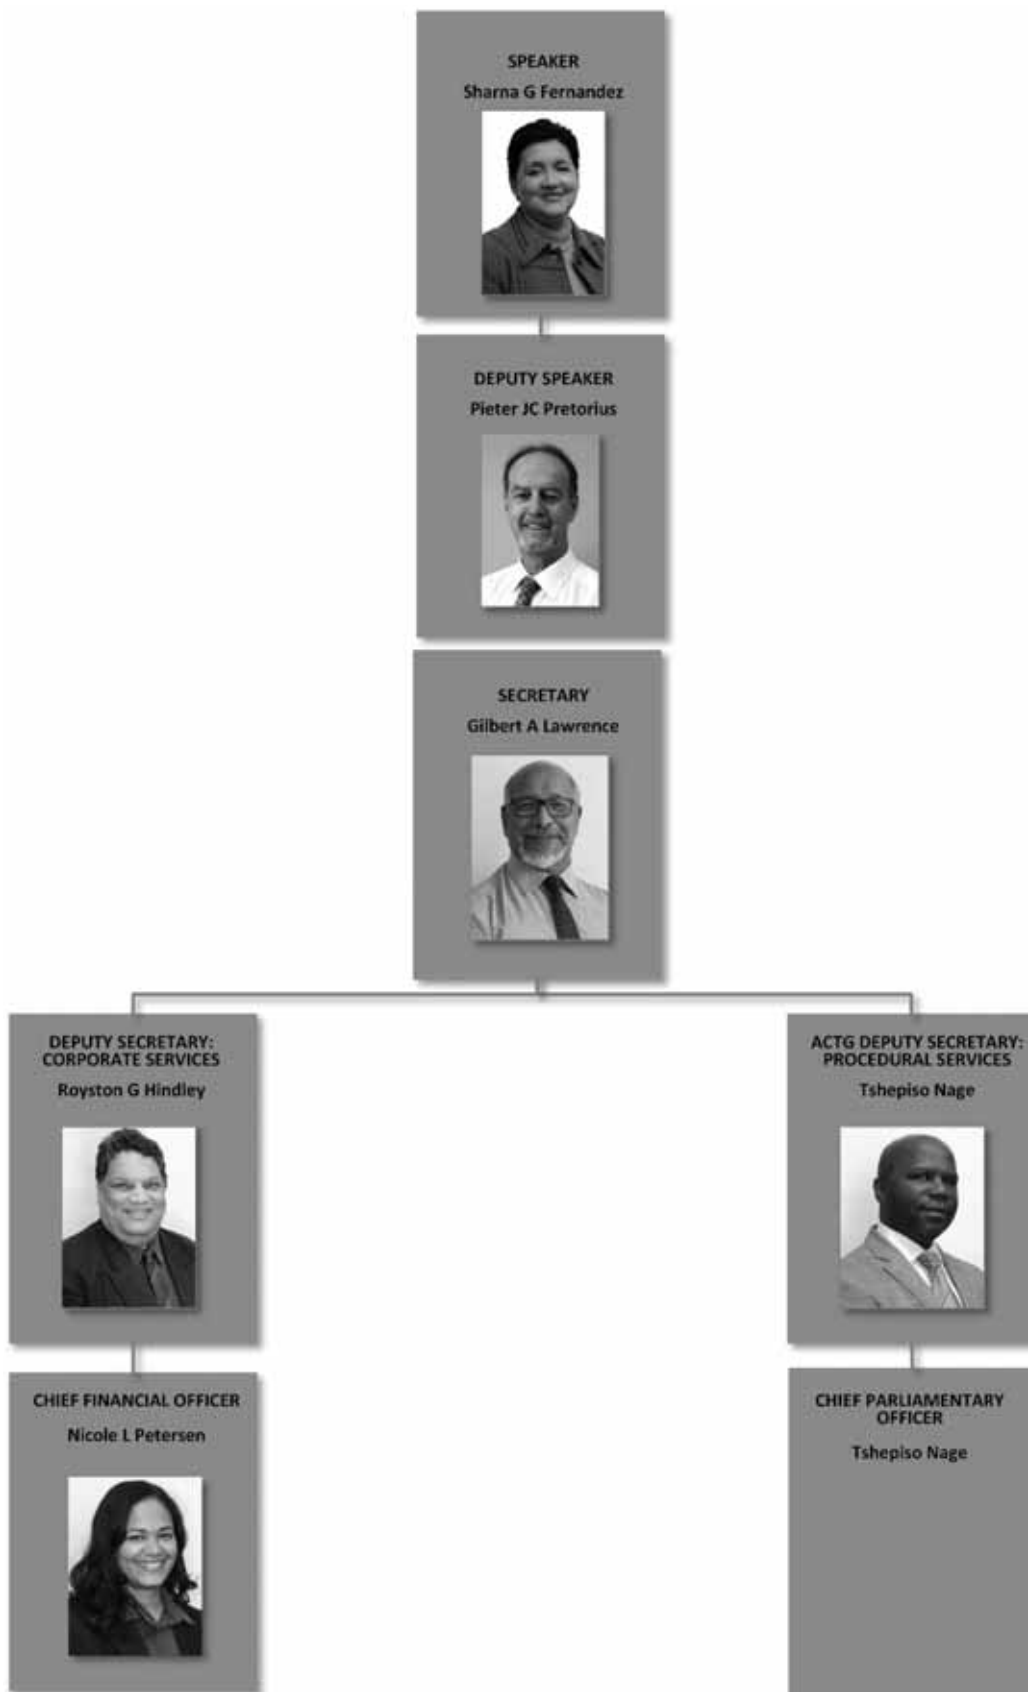 SPEAKER
Sharna G Fernandez
DEPUTY SPEAKER
Pieter JC Pretorius
SECRETARY
Gilbert A Lawrence
DEPUTY SECRETARY:
CORPORATE SERVICES
Royston G Hindley
ACTG DEPUTY SECRETARY:
PROCEDURAL SERVICES
Tshepiso Nage
CHIEF FINANCIAL OFFICER
Nicole L Petersen
CHIEF PARLIAMENTARY
OFFICER
Tshepiso Nage